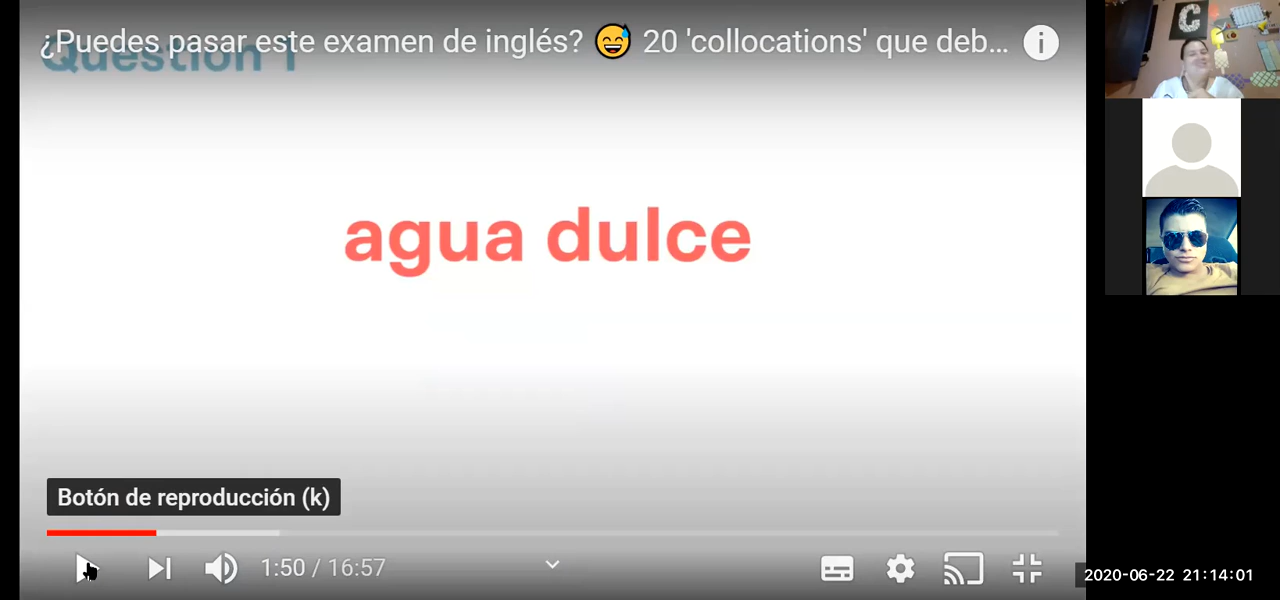 ¿Puedes pasar este examen de inglés? 😅 20 'collocations' que deb...
Question 1
agua dulce
Botón de reproducción (k)
1:50 / 16:57
C
2020-06-22 21:14:01